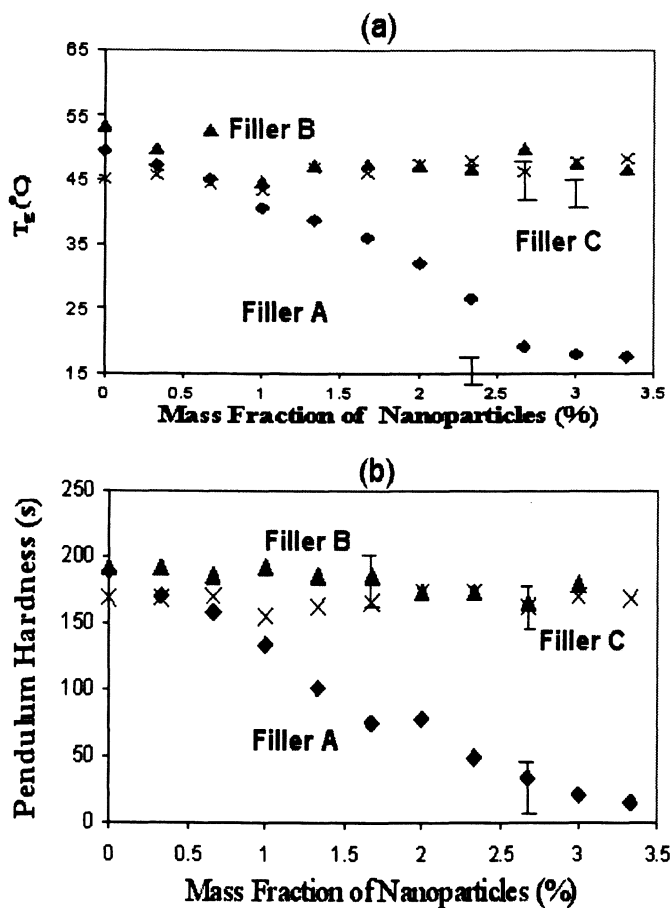 (a)
65
55
45
35
25
15
Tg (°C)
Filler B
Filler C
Filler A
0 0.5 1 1.5 2 2.5 3 3.5
Mass Fraction of Nanoparticles (%)
(b)
250
200
150
100
50
0
Pendulum Hardness (s)
Filler B
Filler C
Filler A
0 0.5 1 1.5 2 2.5 3 3.5
Mass Fraction of Nanoparticles (%)